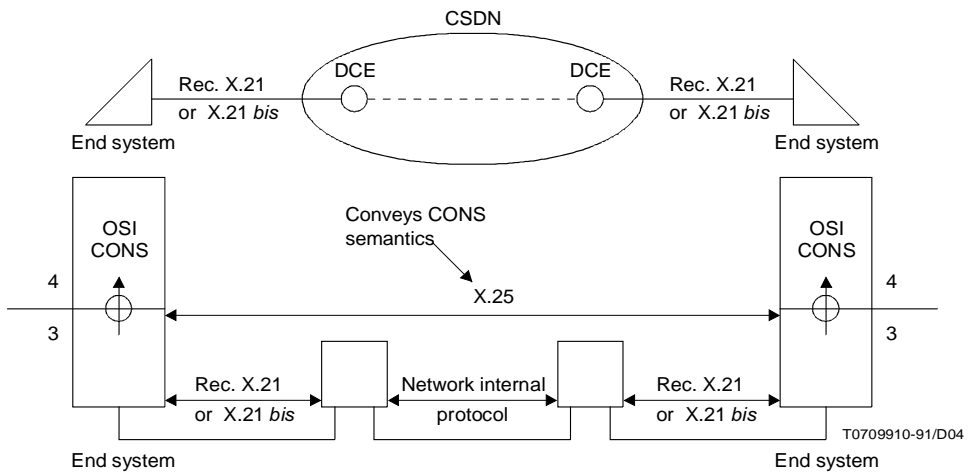 CSDN
DCE DCE
Rec. X.21 Rec. X.21
or X.21 bis or X.21 bis
End system End system
Conveys CONS
semantics
OSI OSI
CONS CONS
4 4
X.25
3 3
Rec. X.21 Network internal Rec. X.21
or X.21 bis protocol or X.21 bis
T0709910-91/D04
End system End system